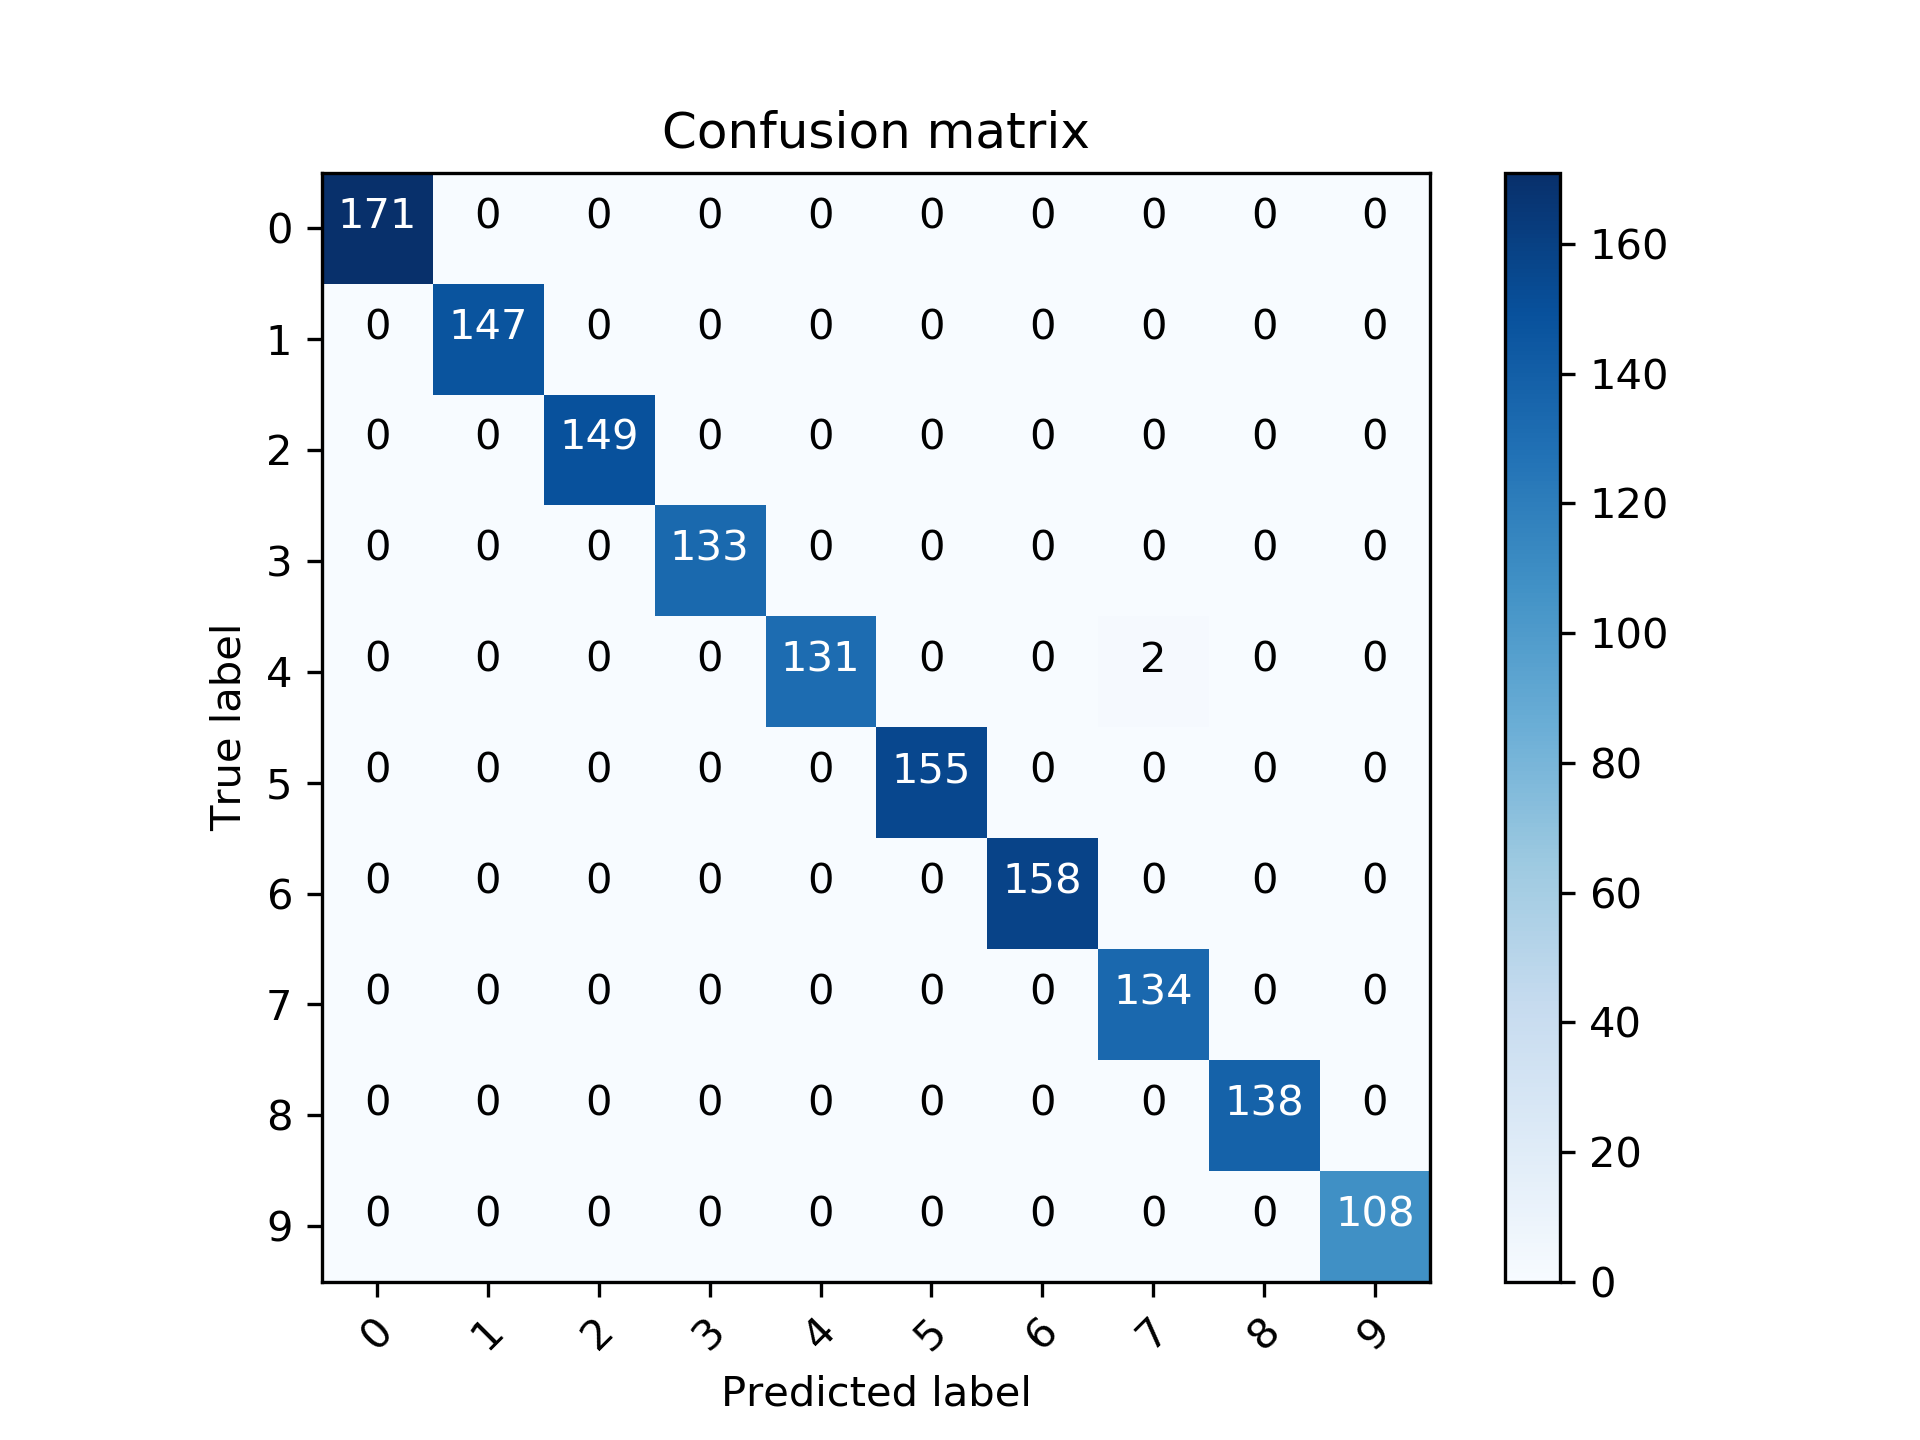 Confusion matrix
0 171 0 0 0 0 0 0 0 0 0
1 0 147 0 0 0 0 0 0 0 0
2 0 0 149 0 0 0 0 0 0 0
3 0 0 0 133 0 0 0 0 0 0
4 0 0 0 0 131 0 0 2 0 0
5 0 0 0 0 0 155 0 0 0 0
6 0 0 0 0 0 0 158 0 0 0
7 0 0 0 0 0 0 0 134 0 0
8 0 0 0 0 0 0 0 0 138 0
9 0 0 0 0 0 0 0 0 0 108
True label
0 1 2 3 4 5 6 7 8 9
Predicted label
160
140
120
100
80
60
40
20
0